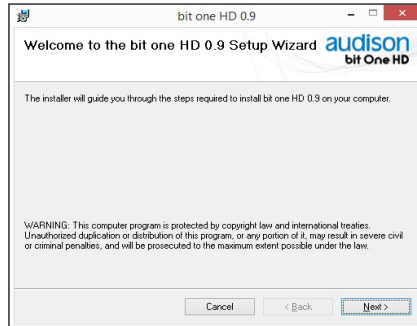 bit one HD 0.9
Welcome to the bit one HD 0.9 Setup Wizard
audison
bit One HD
The installer will guide you through the steps required to install bit one HD 0.9 on your computer.
WARNING: This computer program is protected by copyright law and international treaties.
Unauthorized duplication or distribution of this program, or any portion of it, may result in severe civil
or criminal penalties, and will be prosecuted to the maximum extent possible under the law.
Cancel
< Back
Next >